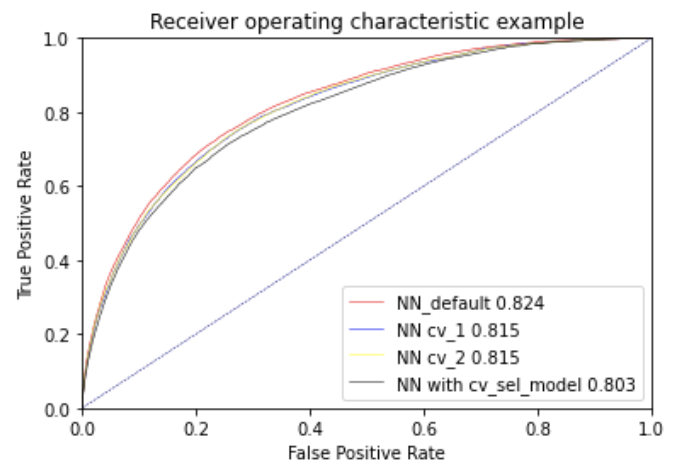 Receiver operating characteristic example
True Positive Rate
1.0
0.8
0.6
0.4
0.2
0.0
NN_default 0.824
NN cv_1 0.815
NN cv_2 0.815
NN with cv_sel_model 0.803
0.0 0.2 0.4 0.6 0.8 1.0
False Positive Rate